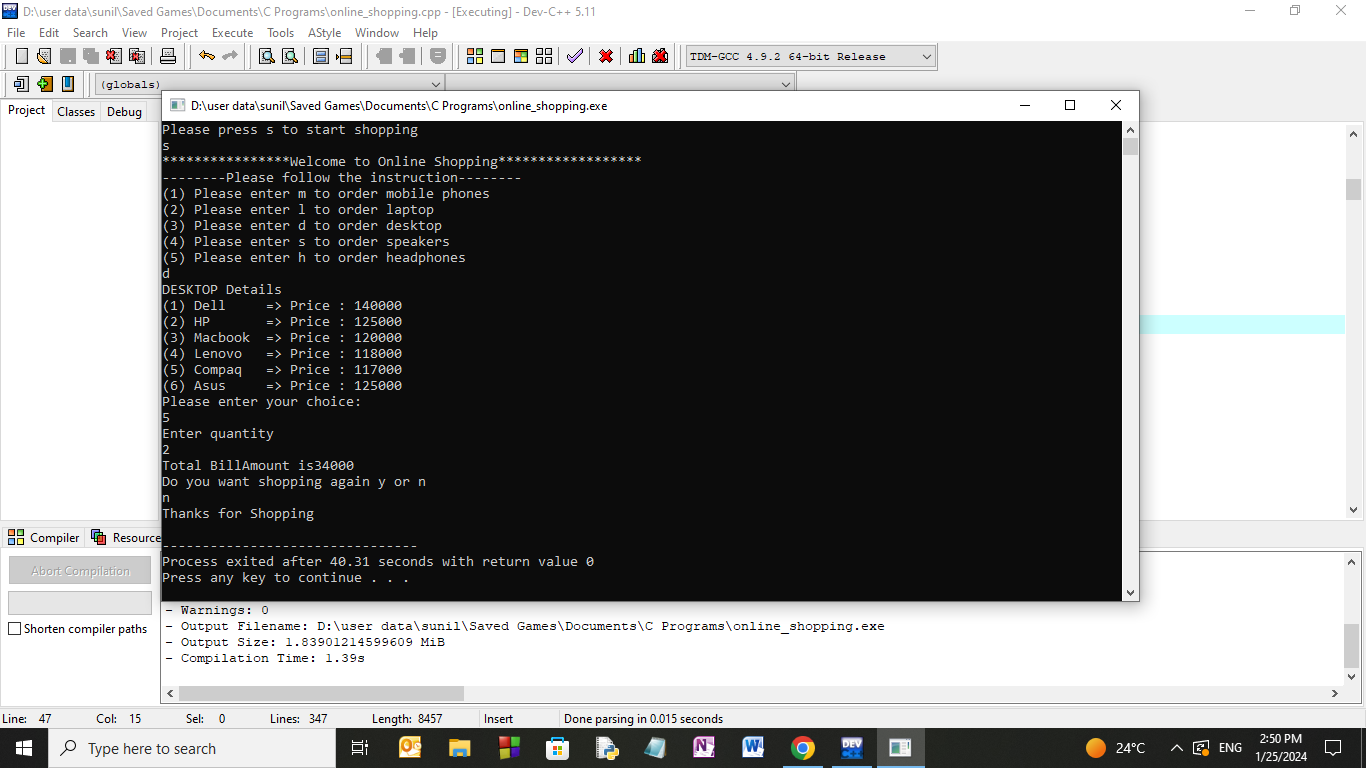 D:\user data\sunil\Saved Games\Documents\C Programs\online_shopping.cpp - [Executing] - Dev-C++ 5.11
File Edit Search View Project Execute Tools AStyle Window Help
TDM-GCC 4.9.2 64-bit Release
(globals)
Project Classes Debug
D:\user data\sunil\Saved Games\Documents\C Programs\online_shopping.exe
Please press s to start shopping
s
****************Welcome to Online Shopping******************
--------Please follow the instruction--------
(1) Please enter m to order mobile phones
(2) Please enter l to order laptop
(3) Please enter d to order desktop
(4) Please enter s to order speakers
(5) Please enter h to order headphones
d
DESKTOP Details
(1) Dell     => Price : 140000
(2) HP       => Price : 125000
(3) Macbook  => Price : 120000
(4) Lenovo   => Price : 118000
(5) Compaq   => Price : 117000
(6) Asus     => Price : 125000
Please enter your choice:
5
Enter quantity
2
Total BillAmount is34000
Do you want shopping again y or n
n
Thanks for Shopping
--------------------------------
Process exited after 40.31 seconds with return value 0
Press any key to continue . . .
Compiler Resource
Abort Compilation
Shorten compiler paths
- Warnings: 0
- Output Filename: D:\user data\sunil\Saved Games\Documents\C Programs\online_shopping.exe
- Output Size: 1.83901214599609 MiB
- Compilation Time: 1.39s
Line: 47 Col: 15 Sel: 0 Lines: 347 Length: 8457 Insert Done parsing in 0.015 seconds
Type here to search
24°C
ENG
2:50 PM
1/25/2024